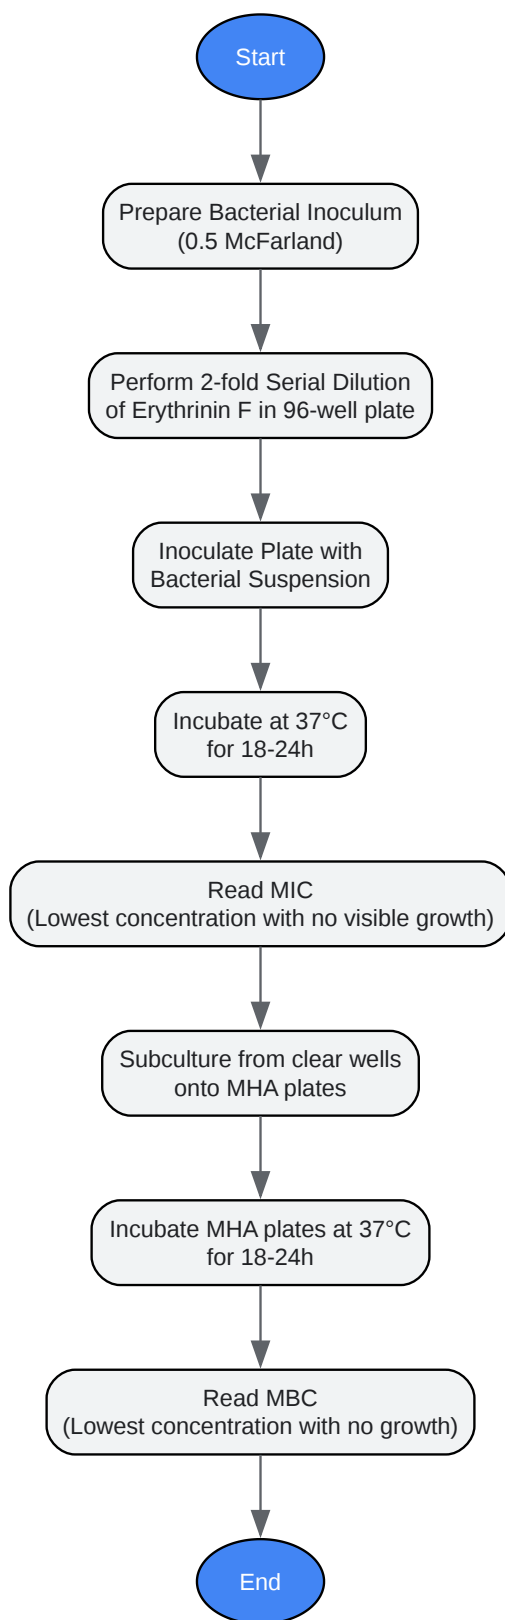 Start
Prepare Bacterial Inoculum
(0.5 McFarland)
Perform 2-fold Serial Dilution
of Erythrinin F in 96-well plate
Inoculate Plate with
Bacterial Suspension
Incubate at 37°C
for 18-24h
Read MIC
(Lowest concentration with no visible growth)
Subculture from clear wells
onto MHA plates
Incubate MHA plates at 37°C
for 18-24h
Read MBC
(Lowest concentration with no growth)
End